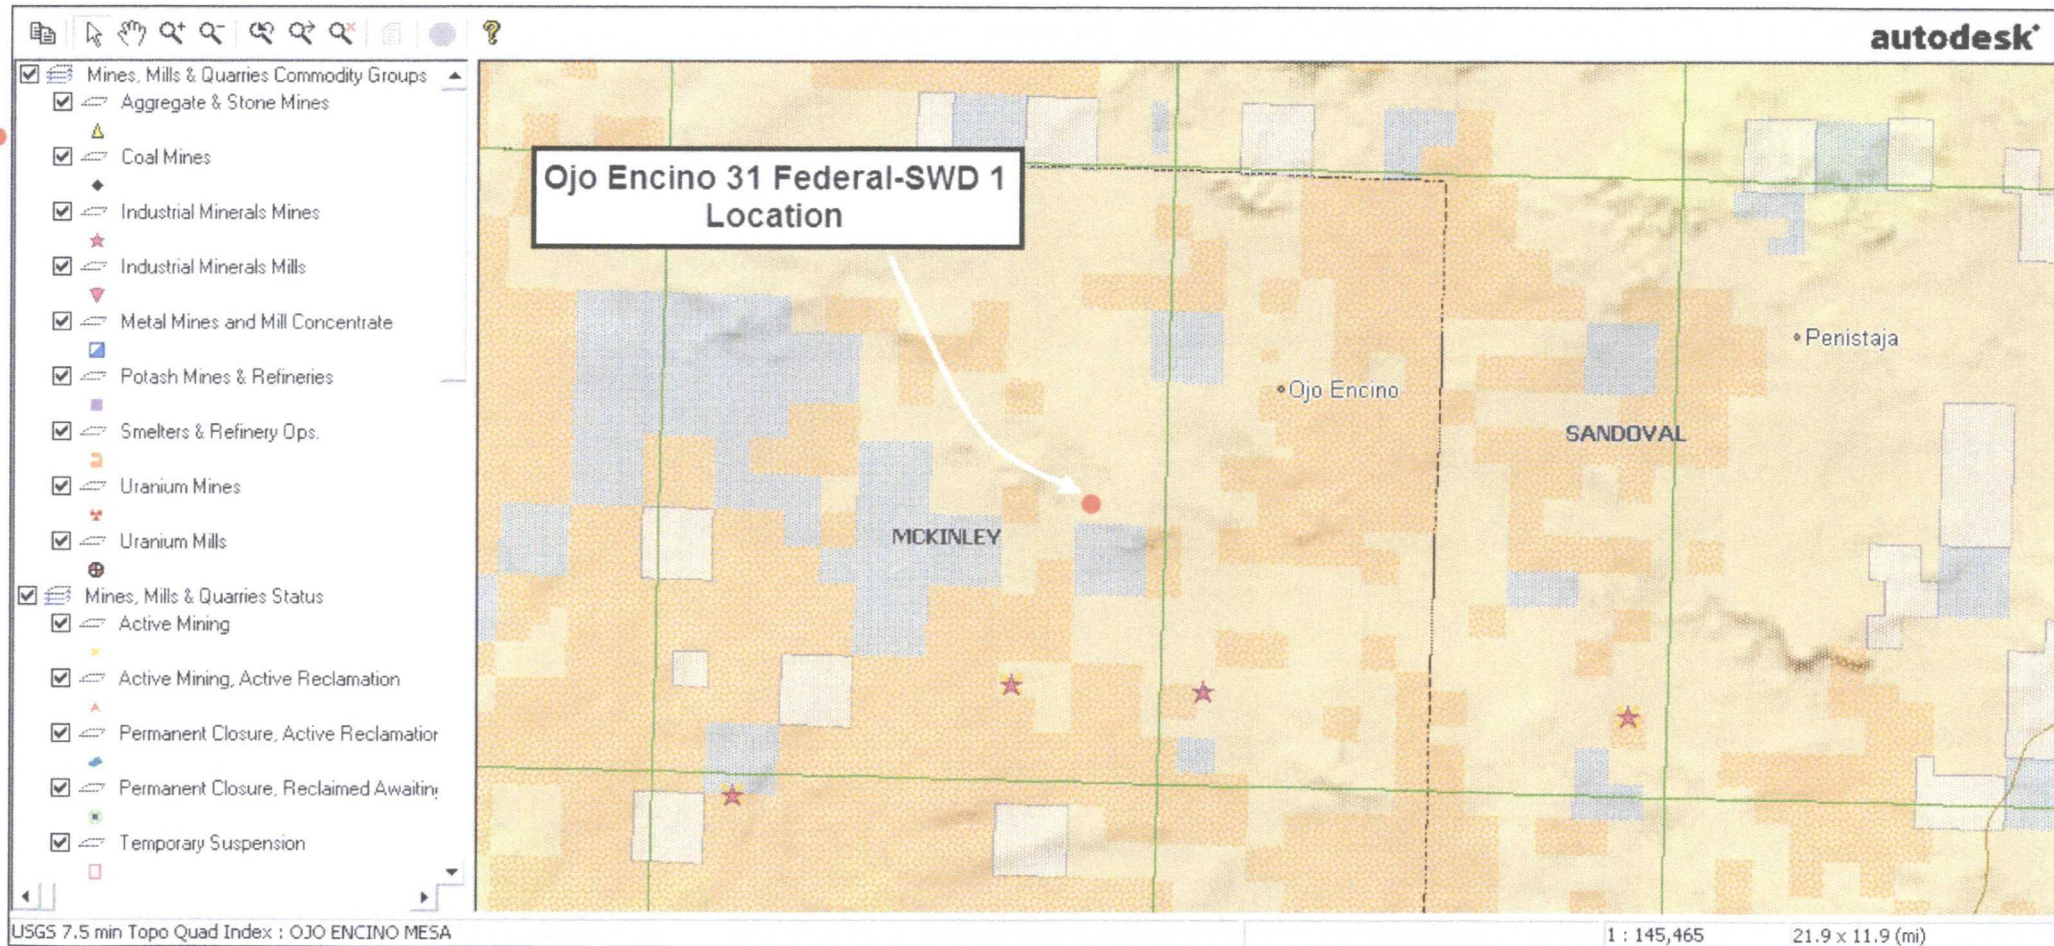 autodesk
Mines, Mills & Quarries Commodity Groups
Aggregate & Stone Mines
Coal Mines
Industrial Minerals Mines
Industrial Minerals Mills
Metal Mines and Mill Concentrate
Potash Mines & Refineries
Smelters & Refinery Ops.
Uranium Mines
Uranium Mills
Mines, Mills & Quarries Status
Active Mining
Active Mining, Active Reclamation
Permanent Closure, Active Reclamation
Permanent Closure, Reclaimed Awaiting
Temporary Suspension
Ojo Encino 31 Federal-SWD 1
Location
Penistaja
Ojo Encino
SANDOVAL
MCKINLEY
USGS 7.5 min Topo Quad Index : OJO ENCINO MESA
1 : 145,465
21.9 x 11.9 (mi)